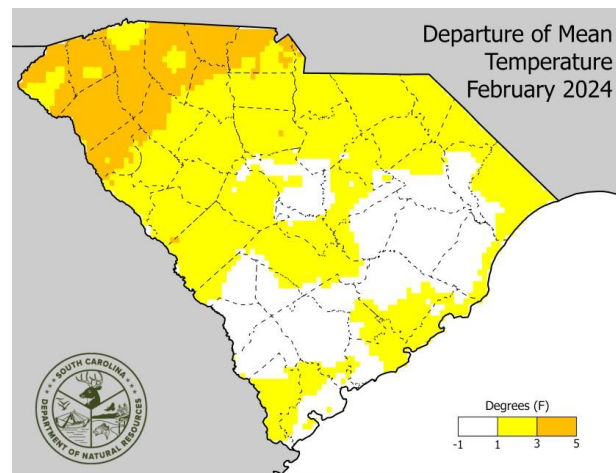 Departure of Mean
Temperature
February 2024
SOUTH CAROLINA
DEPARTMENT OF NATURAL RESOURCES
Degrees (F)
-1 1 3 5